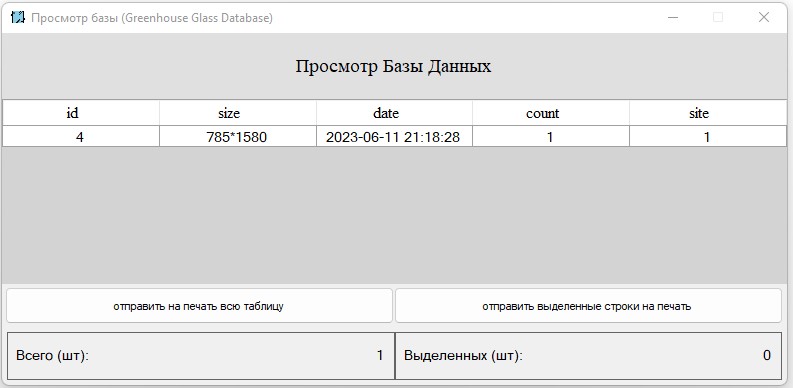 Просмотр базы (Greenhouse Glass Database)
Просмотр Базы Данных
id size date count site
4 785*1580 2023-06-11 21:18:28 1 1
отправить на печать всю таблицу отправить выделенные строки на печать
Всего (шт): 1 Выделенных (шт): 0